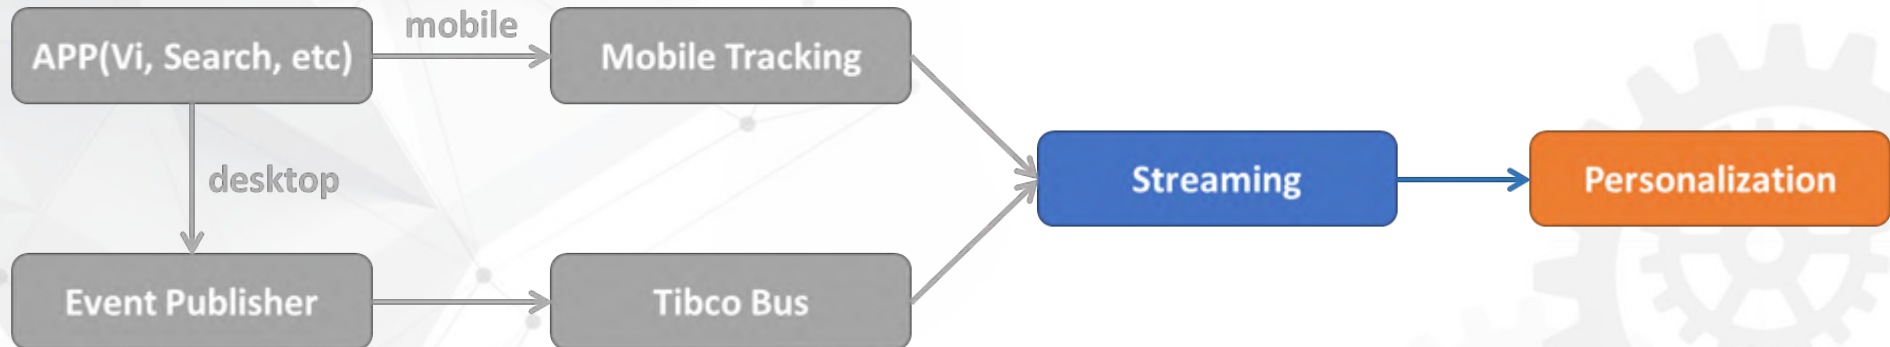 APP(Vi, Search, etc)
mobile
Mobile Tracking
desktop
Streaming
Personalization
Event Publisher
Tibco Bus